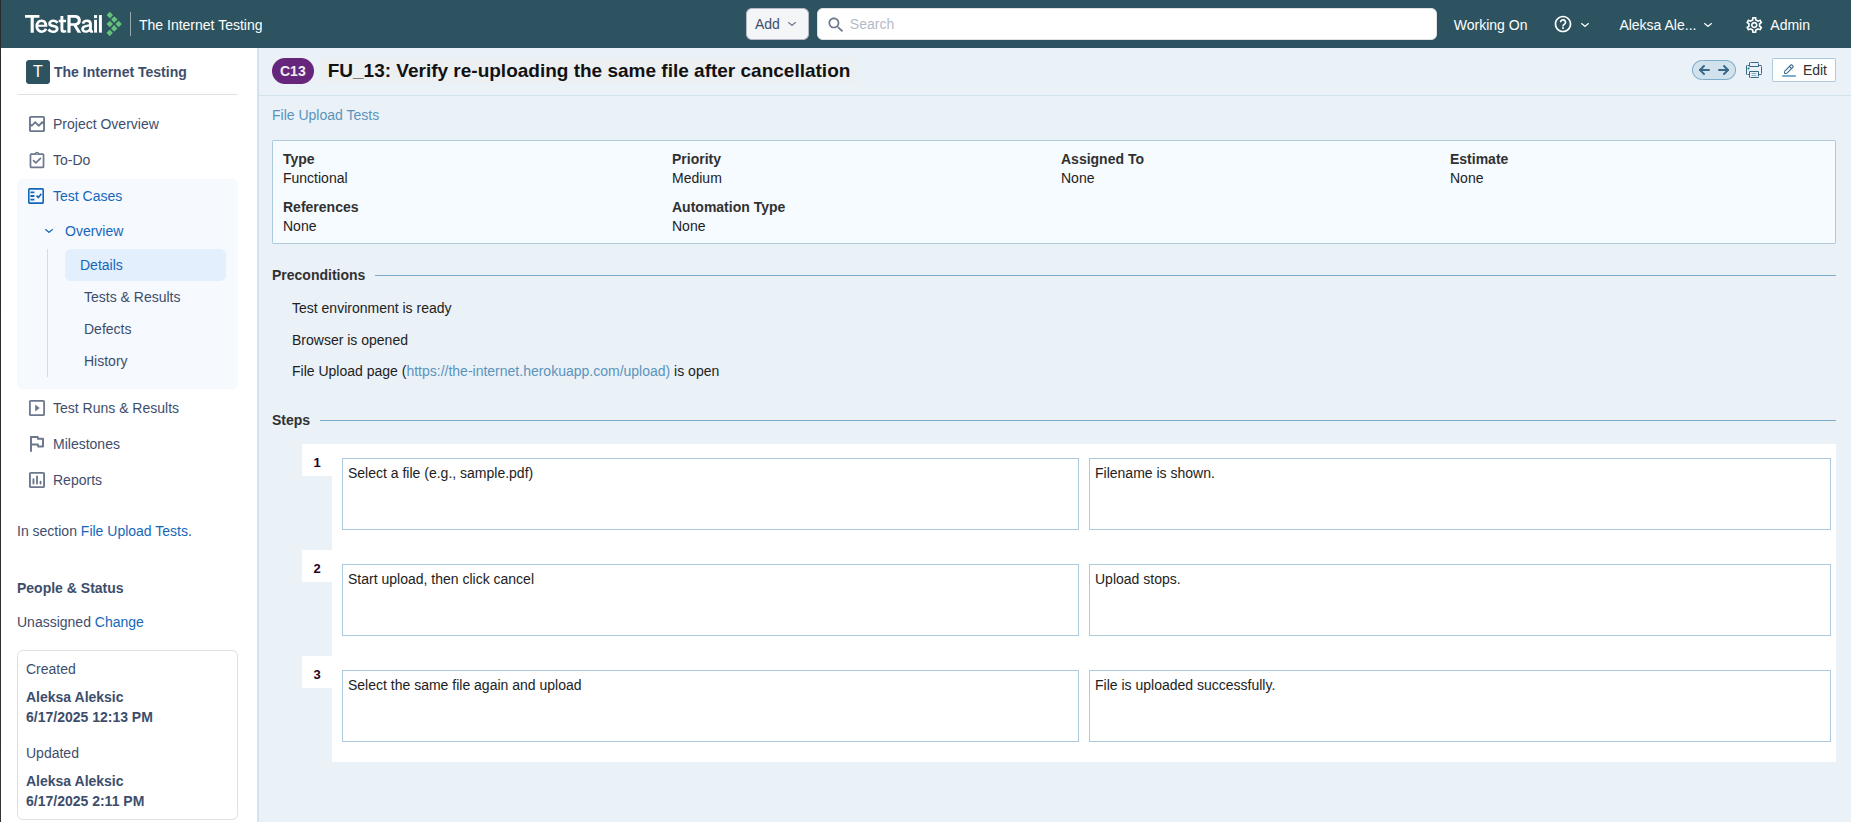 TestRail
The Internet Testing
Add
Search
Working On
Aleksa Ale...
Admin
T The Internet Testing
Project Overview
To-Do
Test Cases
Overview
Details
Tests & Results
Defects
History
Test Runs & Results
Milestones
Reports
In section File Upload Tests.
People & Status
Unassigned Change
Created
Aleksa Aleksic
6/17/2025 12:13 PM
Updated
Aleksa Aleksic
6/17/2025 2:11 PM
C13 FU_13: Verify re-uploading the same file after cancellation
Edit
File Upload Tests
Type
Functional
Priority
Medium
Assigned To
None
Estimate
None
References
None
Automation Type
None
Preconditions
Test environment is ready
Browser is opened
File Upload page (https://the-internet.herokuapp.com/upload) is open
Steps
1
Select a file (e.g., sample.pdf)
Filename is shown.
2
Start upload, then click cancel
Upload stops.
3
Select the same file again and upload
File is uploaded successfully.